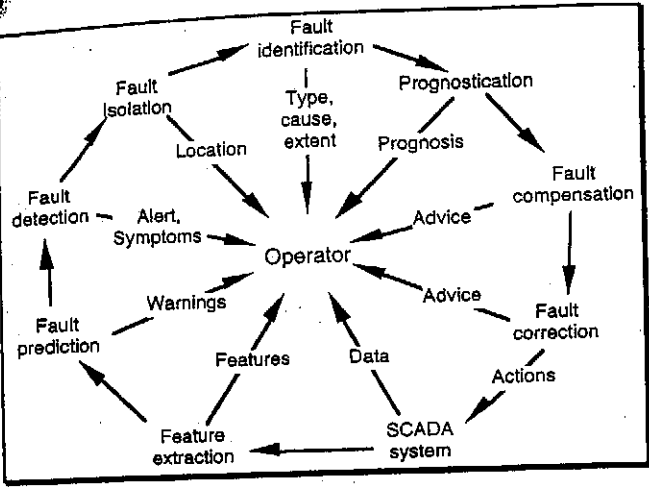 Fault
identification
Fault
Isolation
Type,
cause,
extent
Prognostication
Location
Prognosis
Fault
detection
Alert,
Symptoms
Fault
compensation
Advice
Operator
Warnings
Advice
Fault
prediction
Fault
correction
Features
Data
Actions
Feature
extraction
SCADA
system